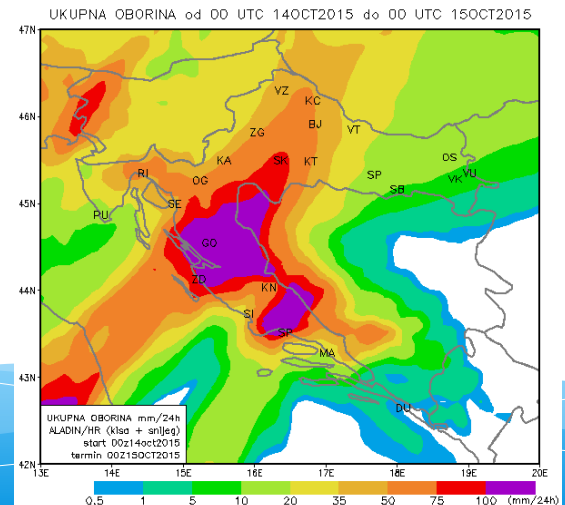 UKUPNA OBORINA od 00 UTC 14OCT2015 do 00 UTC 15OCT2015
47N
VZ
KC
46N
BJ
VT
ZG
KA
SK
KT
OS
RI
OG
SP
VK
VU
SB
45N
SE
PU
GO
ZD
KN
44N
SI
SP
MA
43N
DU
UKUPNA OBORINA mm/24h
ALADIN/HR (kisa + snijeg)
start 00Z14oct2015
termin 00Z15OCT2015
42N
13E 14E 15E 16E 17E 18E 19E 20E
0.5 1 5 10 20 35 50 75 100 (mm/24h)